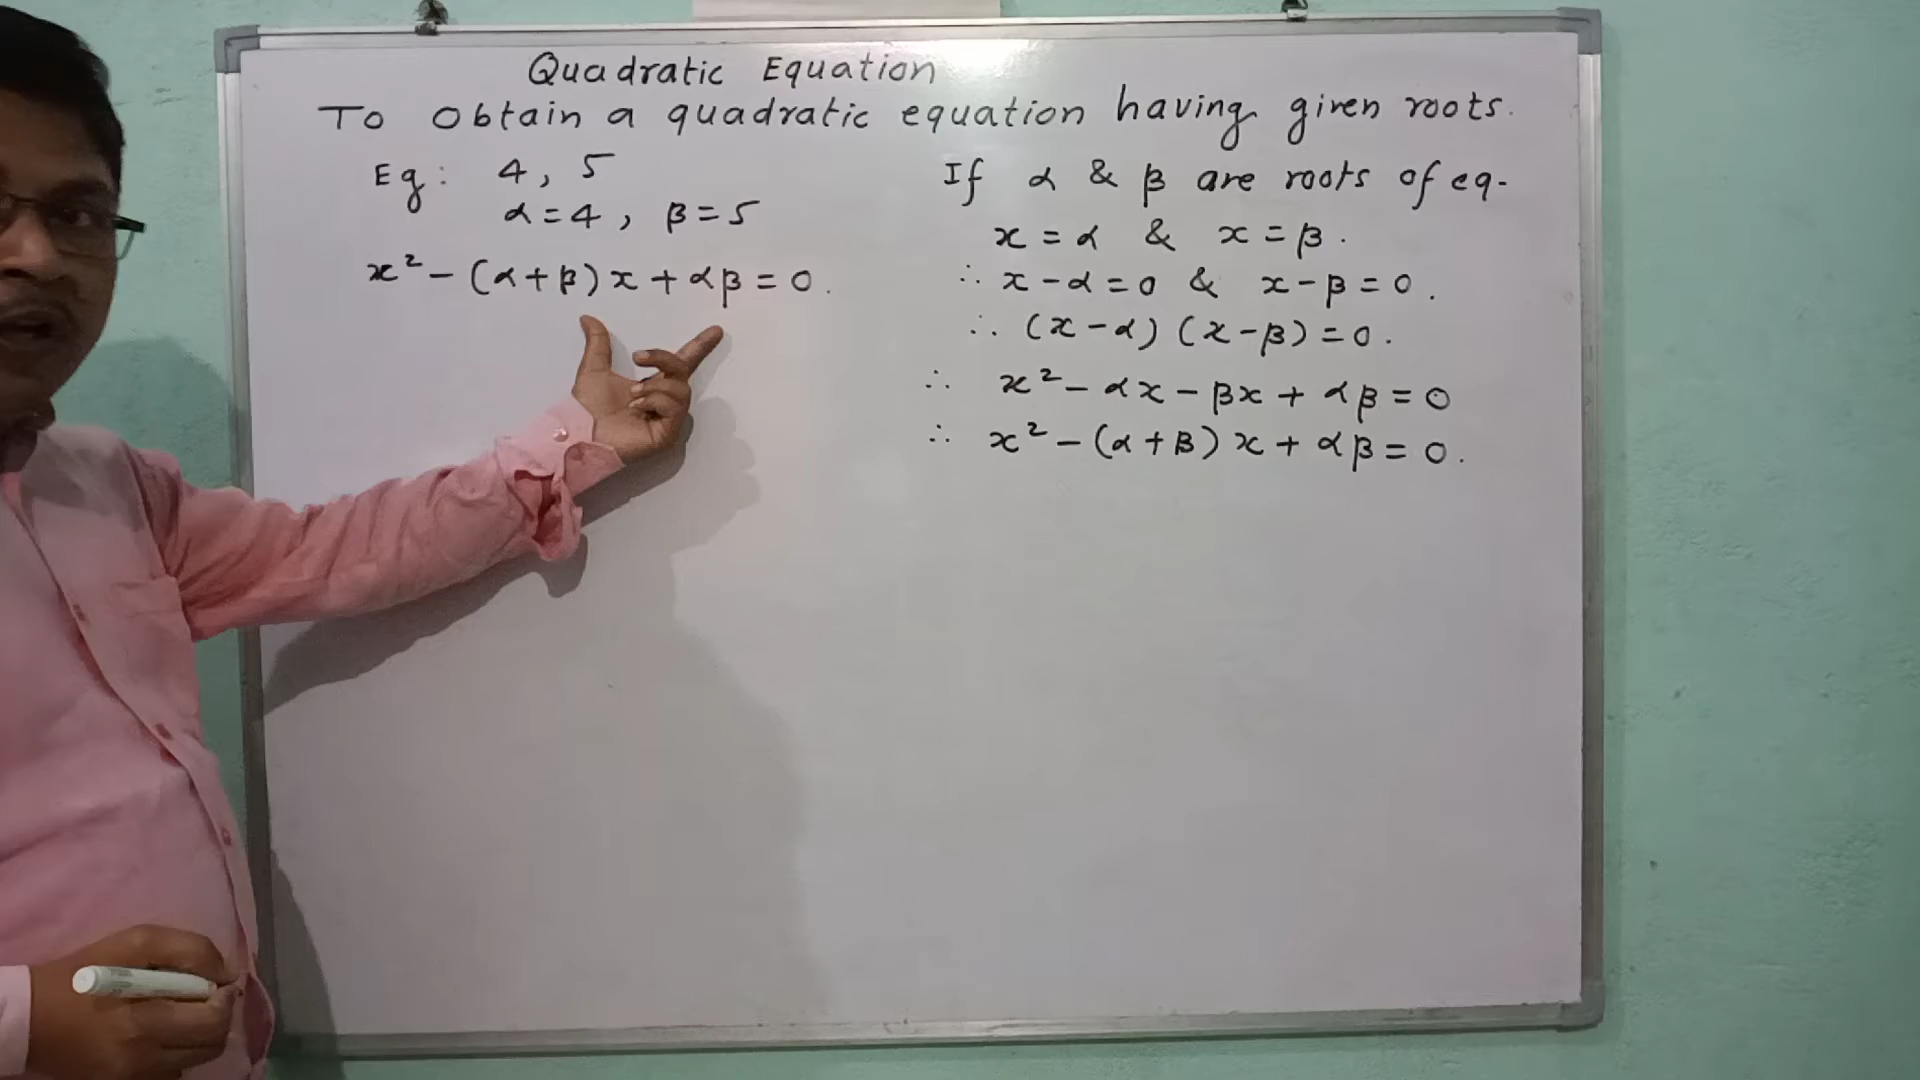 Quadratic Equation
To Obtain a quadratic equation having given roots.
Eg: 4, 5
α = 4, β = 5
x² - (α + β) x + αβ = 0.
If α & β are roots of eq-
x = α & x = β.
∴ x - α = 0 & x - β = 0.
∴ (x - α) (x - β) = 0.
∴ x² - αx - βx + αβ = 0
∴ x² - (α + β) x + αβ = 0.